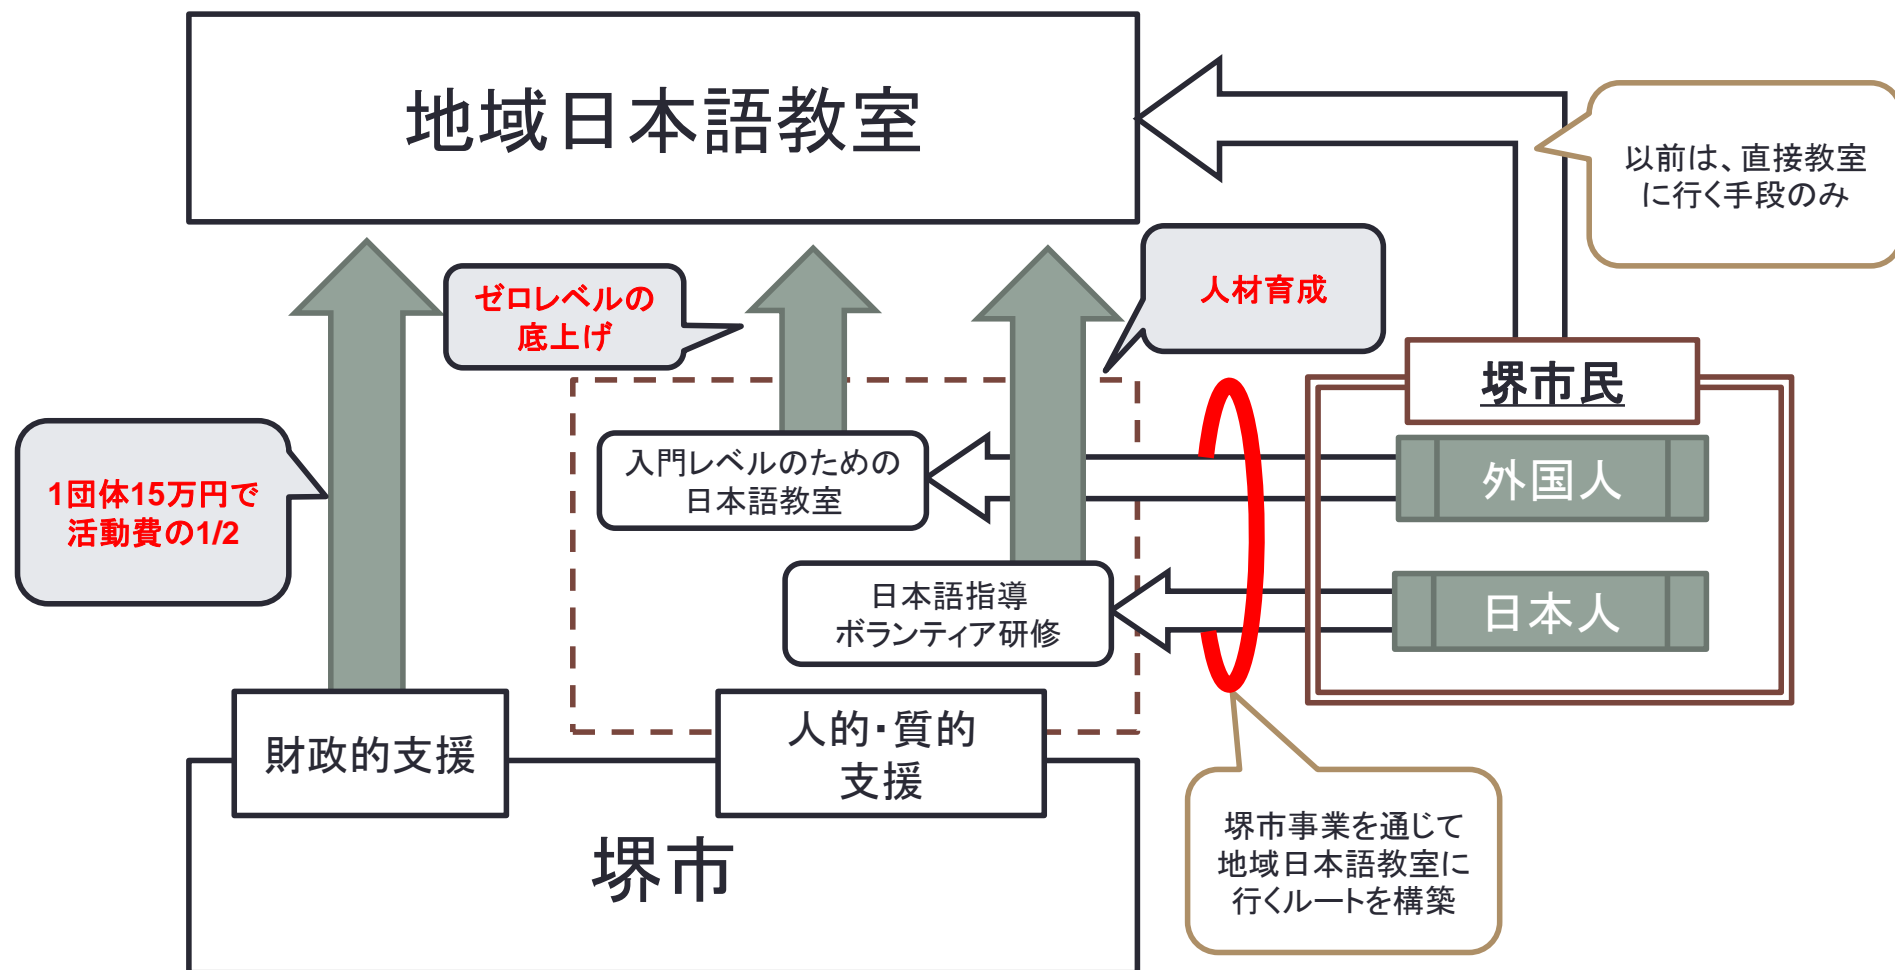 地域日本語教室
以前は、直接教室
に行く手段のみ
ゼロレベルの
底上げ
人材育成
堺市民
1団体15万円で
活動費の1/2
入門レベルのための
日本語教室
外国人
日本語指導
ボランティア研修
日本人
財政的支援
人的・質的
支援
堺市
堺市事業を通じて
地域日本語教室に
行くルートを構築